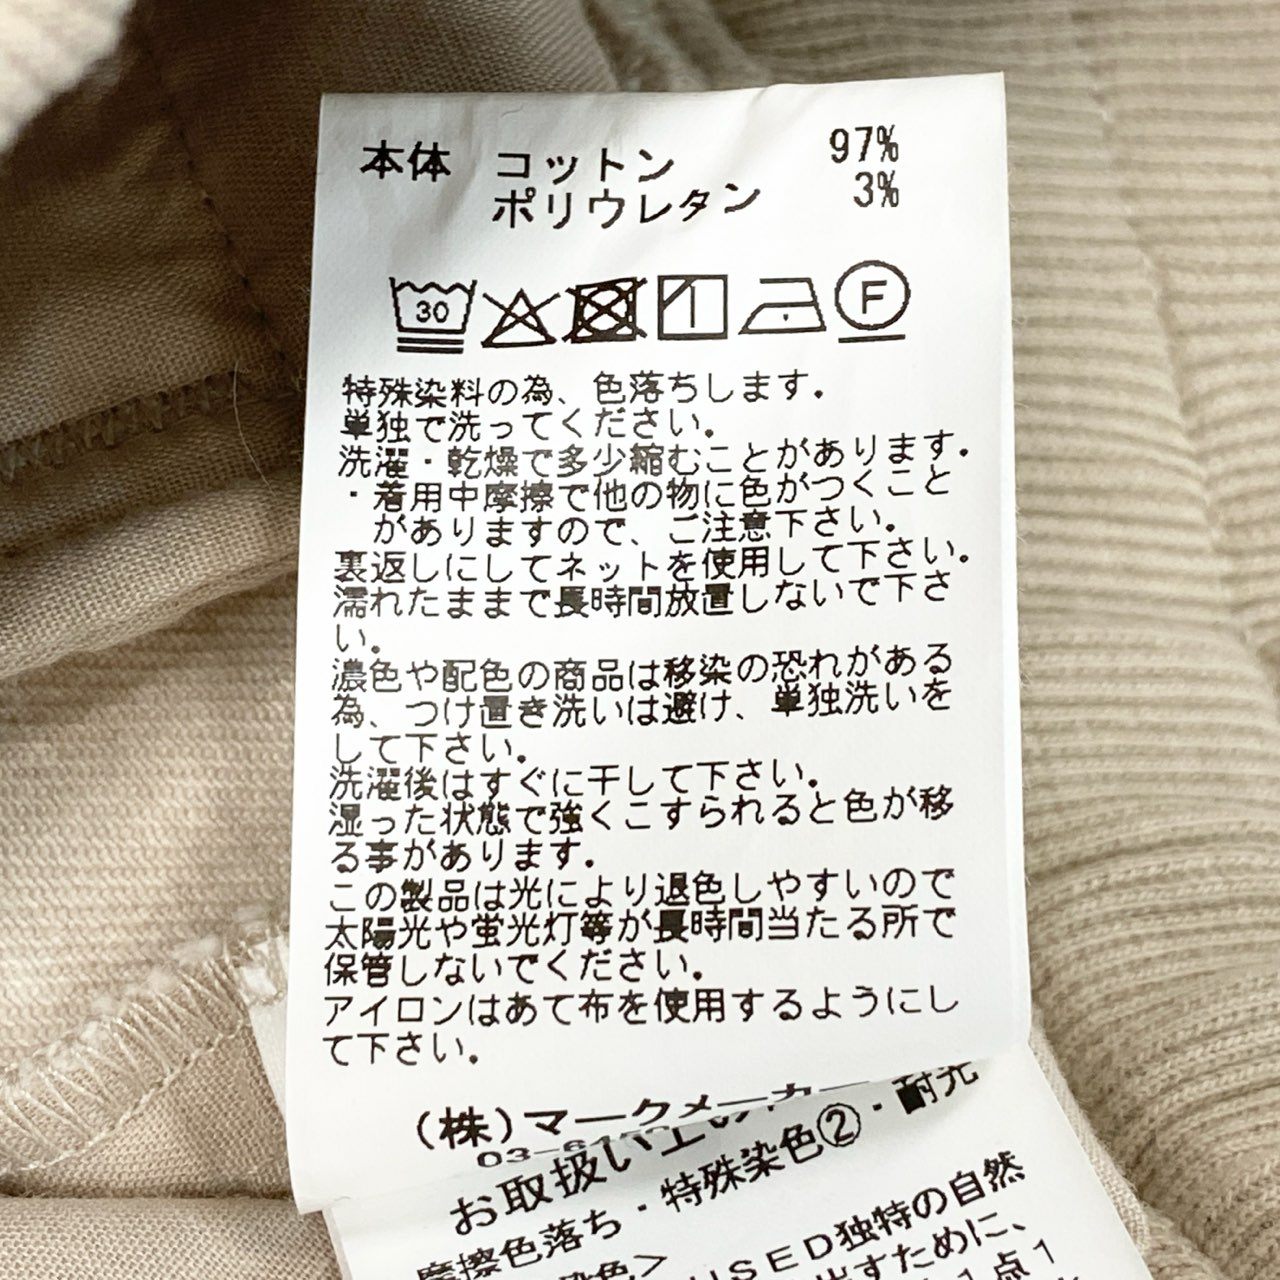 本体 コットン 97%
ポリウレタン 3%
30 F
特殊染料の為、色落ちします。
単独で洗ってください。
洗濯・乾燥で多少縮むことがあります。
・着用中摩擦で他の物に色がつくこと
がありますので、ご注意下さい。
裏返しにしてネットを使用して下さい。
濡れたままで長時間放置しないで下さ
い。
濃色や配色の商品は移染の恐れがある
為、つけ置き洗いは避け、単独洗いを
して下さい。
洗濯後はすぐに干して下さい。
湿った状態で強くこすられると色が移
る事があります。
この製品は光により退色しやすいので
太陽光や蛍光灯等が長時間当たる所で
保管しないでください。
アイロンはあて布を使用するようにし
て下さい。
(株)マークメーカー
お取扱い上の
摩擦色落ち・特殊染色②・耐光
染色>
USED独特の自然
出すために、
1点1